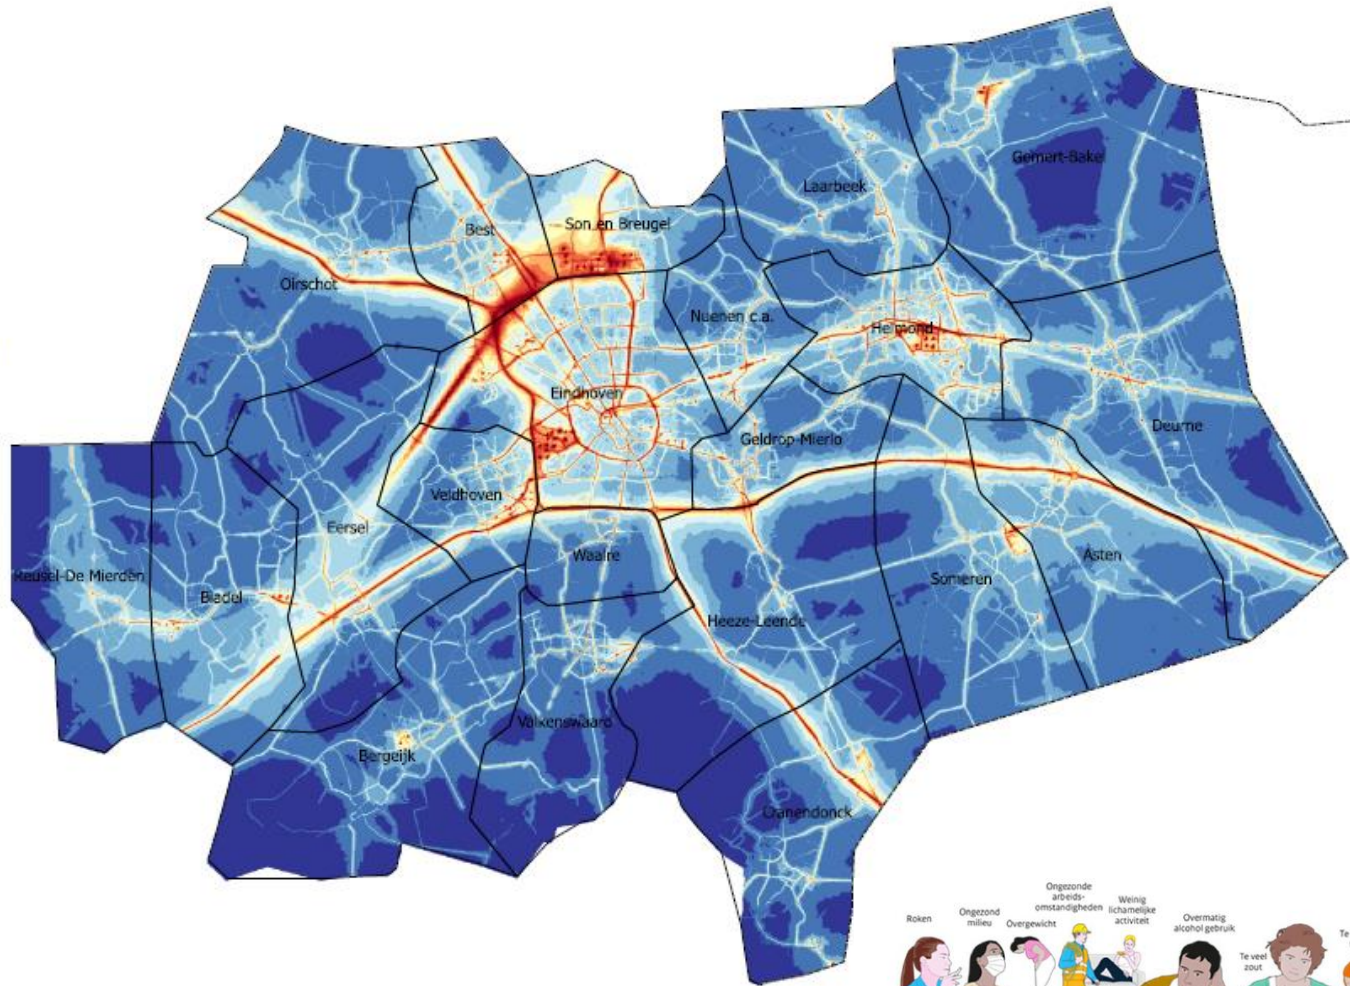 Gemert-Bakel
Laarbeek
Best
Son en Breugel
Oirschot
Nuenen c.a.
Helmond
Eindhoven
Deurne
Geldrop-Mierlo
Veldhoven
Eersel
Waalre
Asten
Reusel-De Mierden
Someren
Bladel
Heeze-Leende
Valkenswaard
Bergeijk
Cranendonck
Roken
Ongezond
milieu
Overgewicht
Ongezonde
arbeids-
omstandigheden
Weinig
lichamelijke
activiteit
Overmatig
alcohol gebruik
Te veel
zout
Te